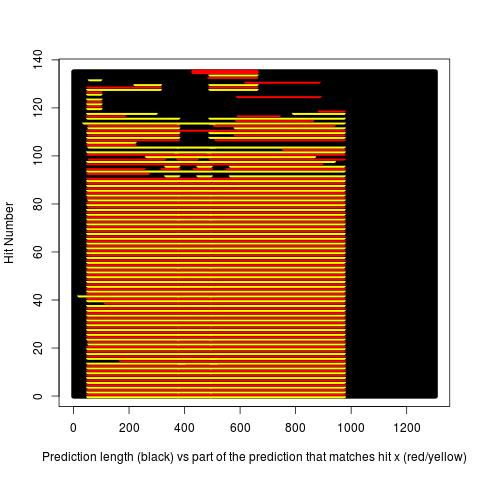 140
120
100
80
60
40
20
0
Hit Number
0 200 400 600 800 1000 1200
Prediction length (black) vs part of the prediction that matches hit x (red/yellow)